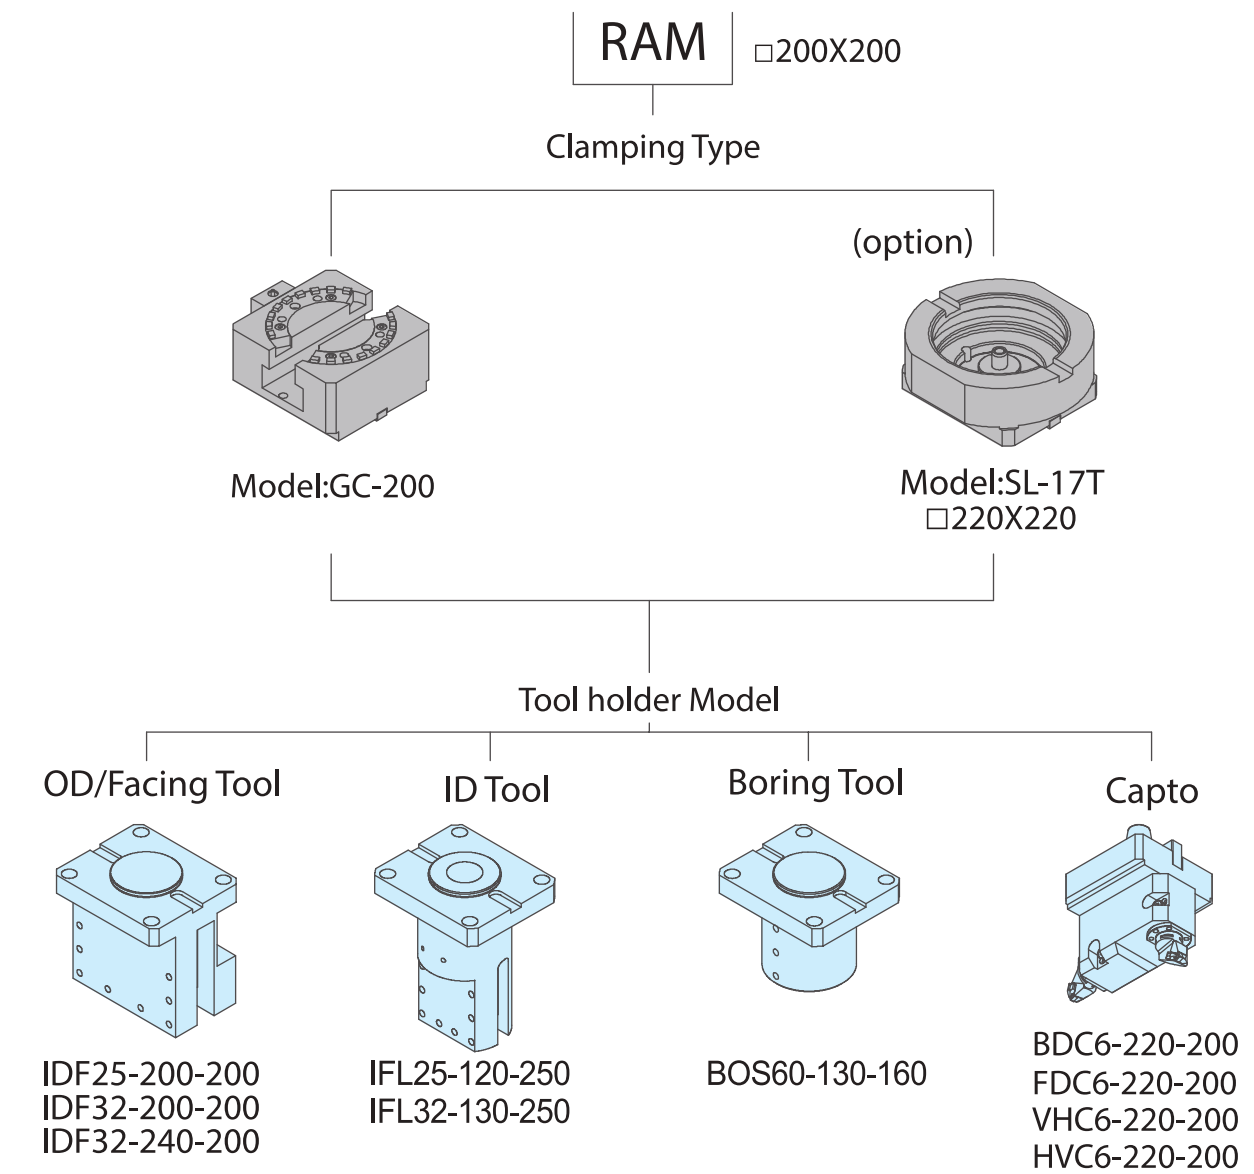 RAM
□200X200
Clamping Type
(option)
Model:GC-200
Model:SL-17T
□220X220
Tool holder Model
OD/Facing Tool
ID Tool
Boring Tool
Capto
IDF25-200-200
IDF32-200-200
IDF32-240-200
IFL25-120-250
IFL32-130-250
BOS60-130-160
BDC6-220-200
FDC6-220-200
VHC6-220-200
HVC6-220-200